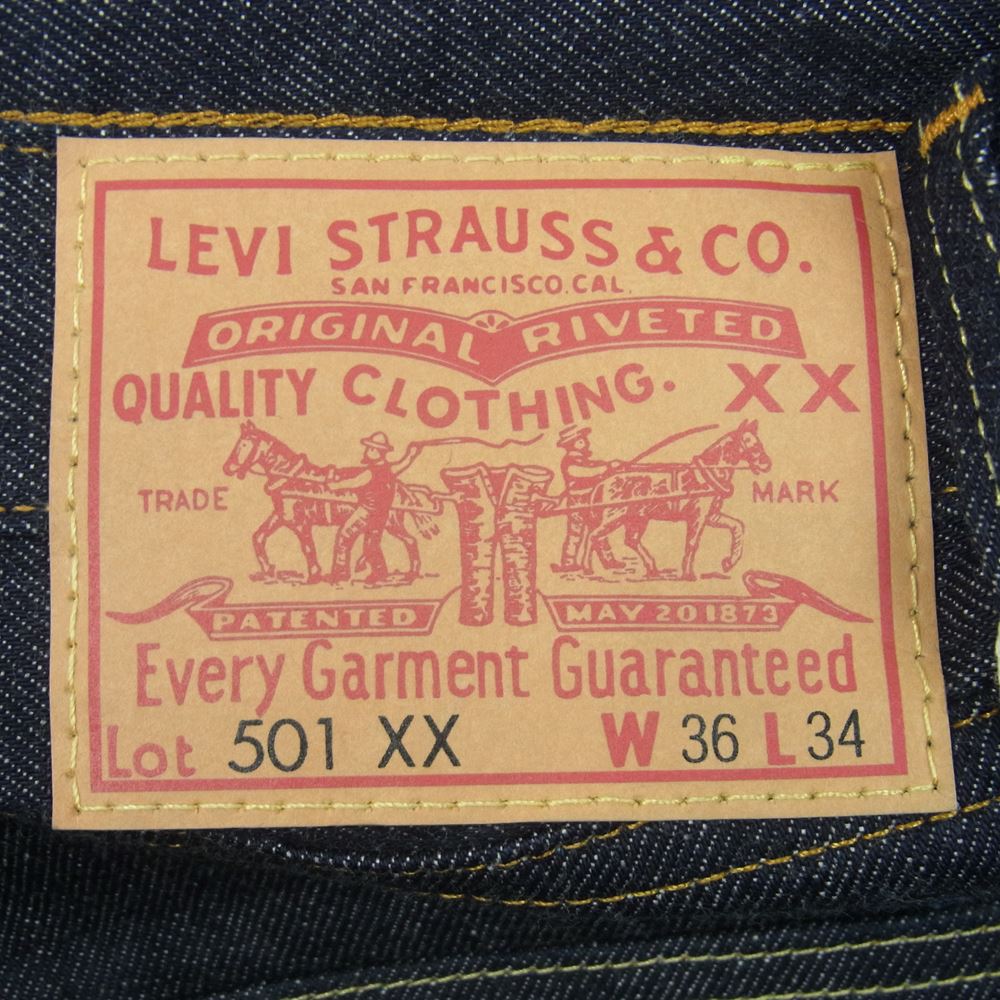 LEVI STRAUSS & CO.
SAN FRANCISCO. CAL.
ORIGINAL RIVETED
QUALITY CLOTHING. XX
TRADE MARK
PATENTED MAY 20 1873
Every Garment Guaranteed
Lot 501 XX W 36 L 34